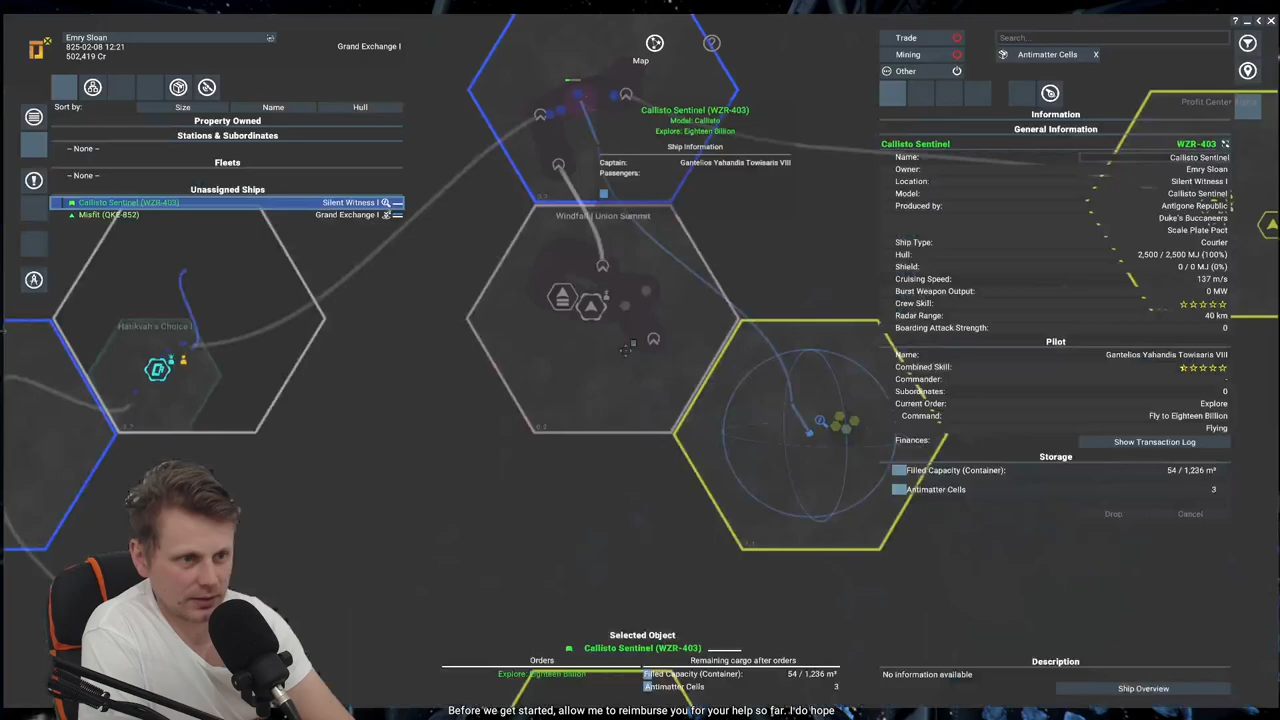 Emry Sloan
825-02-08 12:21
502,419 Cr
Grand Exchange I
Sort by:
Size
Name
Hull
Property Owned
Stations & Subordinates
-- None --
Fleets
-- None --
Unassigned Ships
Callisto Sentinel (WZR-403)
Silent Witness I
Misfit (QKE-852)
Grand Exchange I
Map
Callisto Sentinel (WZR-403)
Model: Callisto
Explore: Eighteen Billion
Ship Information
Captain:
Gantelios Yahandis Towisaris VIII
Passengers:
Windfall I Union Summit
Hatikvah's Choice I
Trade
Mining
Other
Search...
Antimatter Cells
X
Profit Center Alpha
Information
General Information
Callisto Sentinel
WZR-403
Name:
Callisto Sentinel
Owner:
Emry Sloan
Location:
Silent Witness I
Model:
Callisto Sentinel
Produced by:
Antigone Republic
Duke's Buccaneers
Scale Plate Pact
Ship Type:
Courier
Hull:
2,500 / 2,500 MJ (100%)
Shield:
0 / 0 MJ (0%)
Cruising Speed:
137 m/s
Burst Weapon Output:
0 MW
Crew Skill:
Radar Range:
40 km
Boarding Attack Strength:
0
Pilot
Name:
Gantelios Yahandis Towisaris VIII
Combined Skill:
Commander:
-
Subordinates:
0
Current Order:
Explore
Command:
Fly to Eighteen Billion
Flying
Finances:
Show Transaction Log
Storage
Filled Capacity (Container):
54 / 1,236 m³
Antimatter Cells
3
Drop
Cancel
Description
No information available
Ship Overview
Selected Object
Callisto Sentinel (WZR-403)
Orders
Remaining cargo after orders
Explore: Eighteen Billion
Filled Capacity (Container):
54 / 1,236 m³
Antimatter Cells
3
Before we get started, allow me to reimburse you for your help so far. I do hope